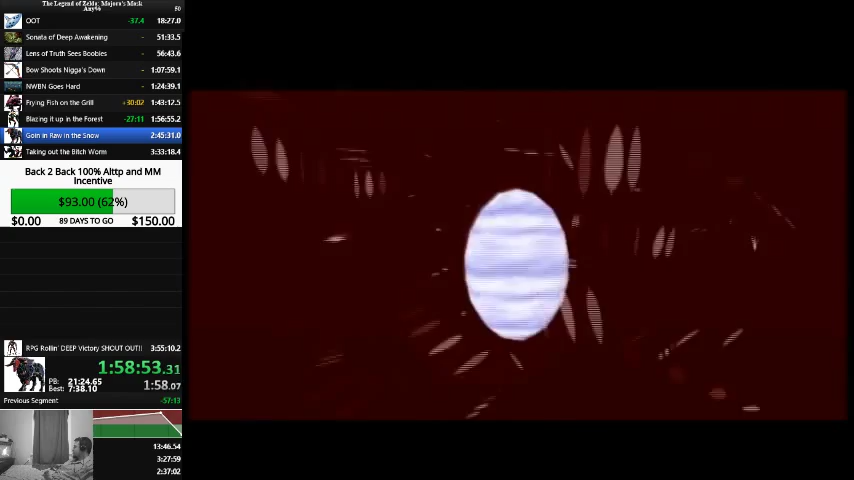 The Legend of Zelda: Majora's Mask
Any%
50
OOT -37.4 18:27.0
Sonata of Deep Awakening - 51:33.5
Lens of Truth Sees Boobies - 56:43.6
Bow Shoots Nigga's Down - 1:07:59.1
NWBN Goes Hard - 1:24:39.1
Frying Fish on the Grill +30:02 1:43:12.5
Blazing it up in the Forest -27:11 1:56:55.2
Goin in Raw in the Snow 2:45:31.0
Taking out the Bitch Worm 3:33:18.4
Back 2 Back 100% Alttp and MM
Incentive
$93.00 (62%)
$0.00 89 DAYS TO GO $150.00
RPG Rollin' DEEP Victory SHOUT OUT!! 3:55:10.2
1:58:53.31
PB: 21:24.65
Best: 7:38.10
1:58.07
Previous Segment -57:13
13:46.54
3:27:59
2:37:02